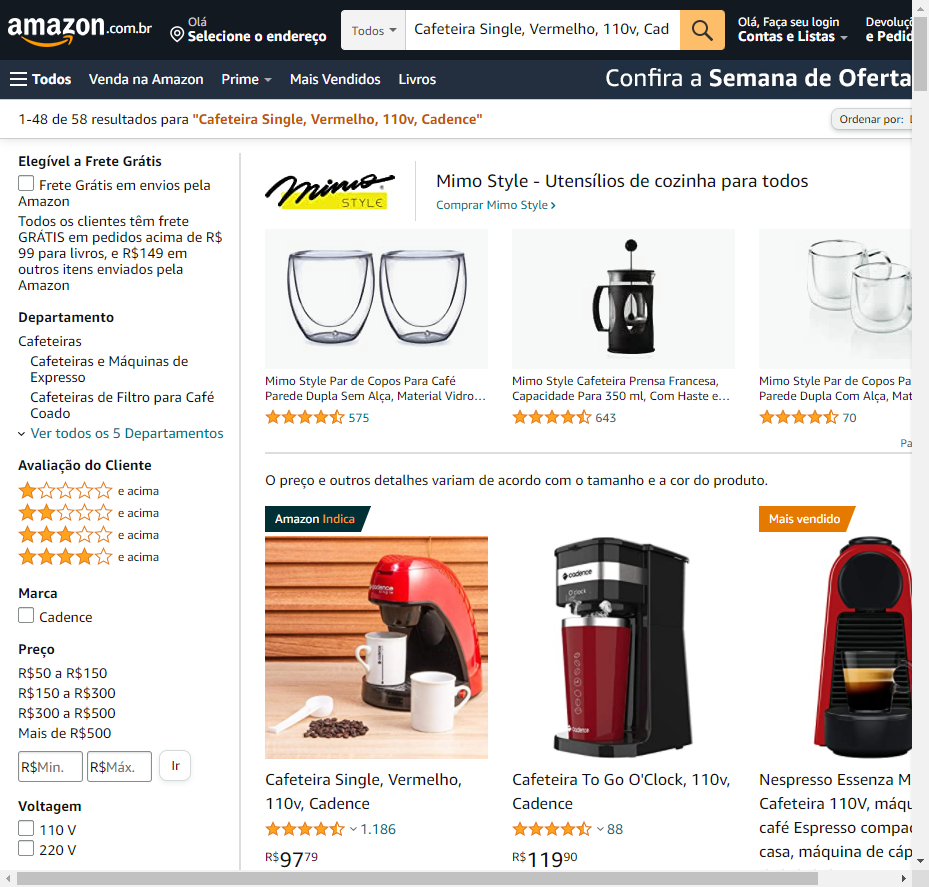 amazon.com.br
Olá
Selecione o endereço
Todos
Cafeteira Single, Vermelho, 110v, Cad
Olá, Faça seu login
Contas e Listas
Devoluç
e Pedid
Todos
Venda na Amazon
Prime
Mais Vendidos
Livros
Confira a Semana de Oferta
1-48 de 58 resultados para "Cafeteira Single, Vermelho, 110v, Cadence"
Ordenar por:
Elegível a Frete Grátis
Frete Grátis em envios pela
Amazon
Todos os clientes têm frete
GRÁTIS em pedidos acima de R$
99 para livros, e R$149 em
outros itens enviados pela
Amazon
Departamento
Cafeteiras
Cafeteiras e Máquinas de
Expresso
Cafeteiras de Filtro para Café
Coado
Ver todos os 5 Departamentos
Avaliação do Cliente
e acima
e acima
e acima
e acima
Marca
Cadence
Preço
R$50 a R$150
R$150 a R$300
R$300 a R$500
Mais de R$500
R$Min.
R$Máx.
Ir
Voltagem
110 V
220 V
mimo
STYLE
Mimo Style - Utensílios de cozinha para todos
Comprar Mimo Style
Mimo Style Par de Copos Para Café
Parede Dupla Sem Alça, Material Vidro...
575
Mimo Style Cafeteira Prensa Francesa,
Capacidade Para 350 ml, Com Haste e...
643
Mimo Style Par de Copos Pa
Parede Dupla Com Alça, Mat
70
Pa
O preço e outros detalhes variam de acordo com o tamanho e a cor do produto.
Amazon Indica
cadence
Cafeteira Single, Vermelho,
110v, Cadence
1.186
R$9779
cadence
O'clock
cadence
Cafeteira To Go O'Clock, 110v,
Cadence
88
R$11990
Mais vendido
Nespresso Essenza M
Cafeteira 110V, máqu
café Espresso compac
casa, máquina de cáp